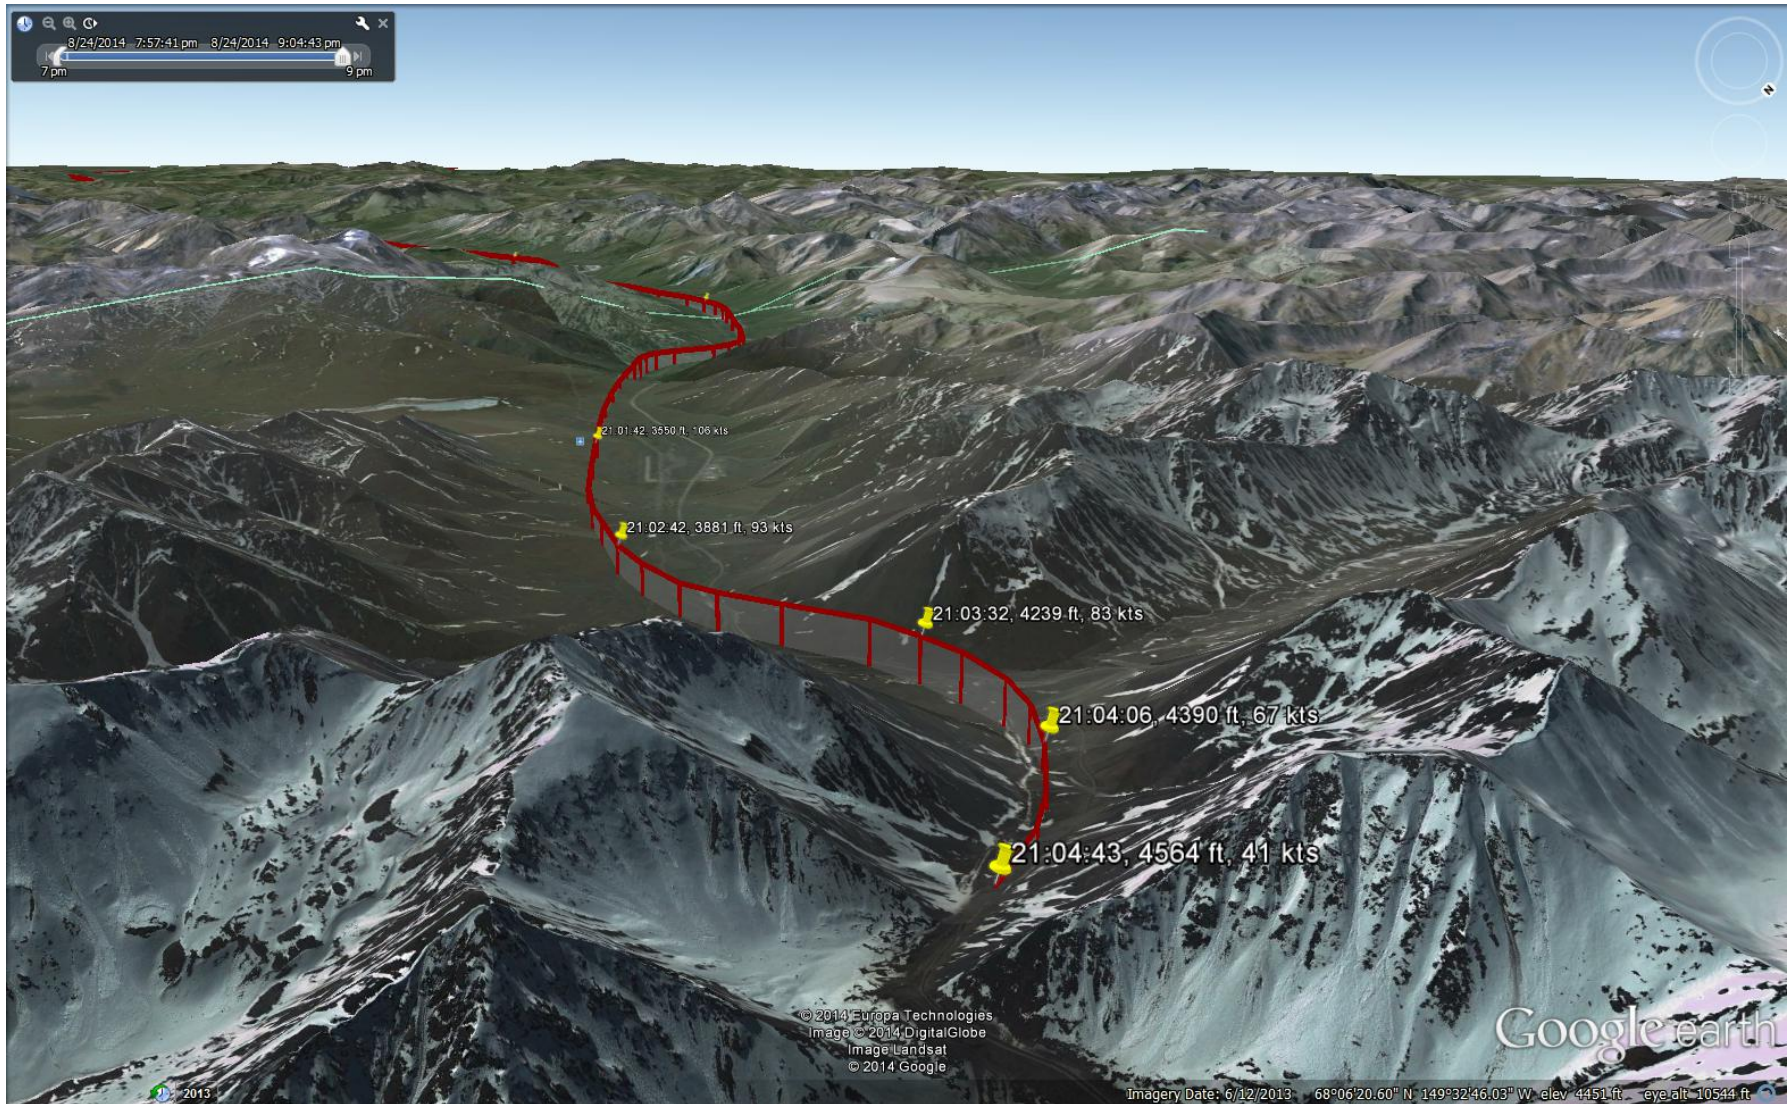 8/24/2014 7:57:41 pm 8/24/2014 9:04:43 pm
7 pm 9 pm
N
21:01:42, 3550 ft, 106 kts
21:02:42, 3881 ft, 93 kts
21:03:32, 4239 ft, 83 kts
21:04:06, 4390 ft, 67 kts
21:04:43, 4564 ft, 41 kts
© 2014 Europa Technologies
Image © 2014 DigitalGlobe
Image Landsat
© 2014 Google
Google earth
2013
Imagery Date: 6/12/2013 68°06'20.60" N 149°32'46.03" W elev 4451 ft eye alt 10544 ft